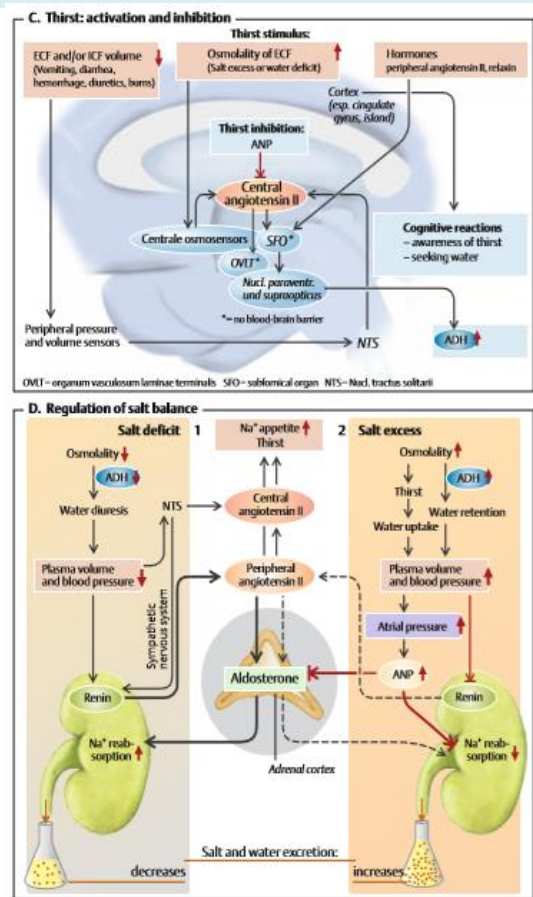 C. Thirst: activation and inhibition
Thirst stimulus:
ECF and/or ICF volume
(Vomiting, diarrhea,
hemorrhage, diuretics, burns)
Osmolality of ECF
(Salt excess or water deficit)
Hormones
peripheral angiotensin II, relaxin
Cortex
(esp. cingulate
gyrus, island)
Thirst inhibition:
ANP
Central
angiotensin II
Centrale osmosensors
SFO*
OVLT*
Nucl. paraventr.
und supraopticus
Cognitive reactions
– awareness of thirst
– seeking water
*= no blood-brain barrier
Peripheral pressure
and volume sensors
NTS
ADH
OVLT = organum vasculosum laminae terminalis SFO = subfornical organ NTS = Nucl. tractus solitarii
D. Regulation of salt balance
Salt deficit 1
Na+ appetite
Thirst
2 Salt excess
Osmolality
ADH
Water diuresis
NTS
Plasma volume
and blood pressure
Sympathetic
nervous system
Renin
Na+ reab-
sorption
Central
angiotensin II
Peripheral
angiotensin II
Aldosterone
Adrenal cortex
Osmolality
Thirst
ADH
Water uptake
Water retention
Plasma volume
and blood pressure
Atrial pressure
ANP
Renin
Na+ reab-
sorption
Salt and water excretion:
decreases
increases